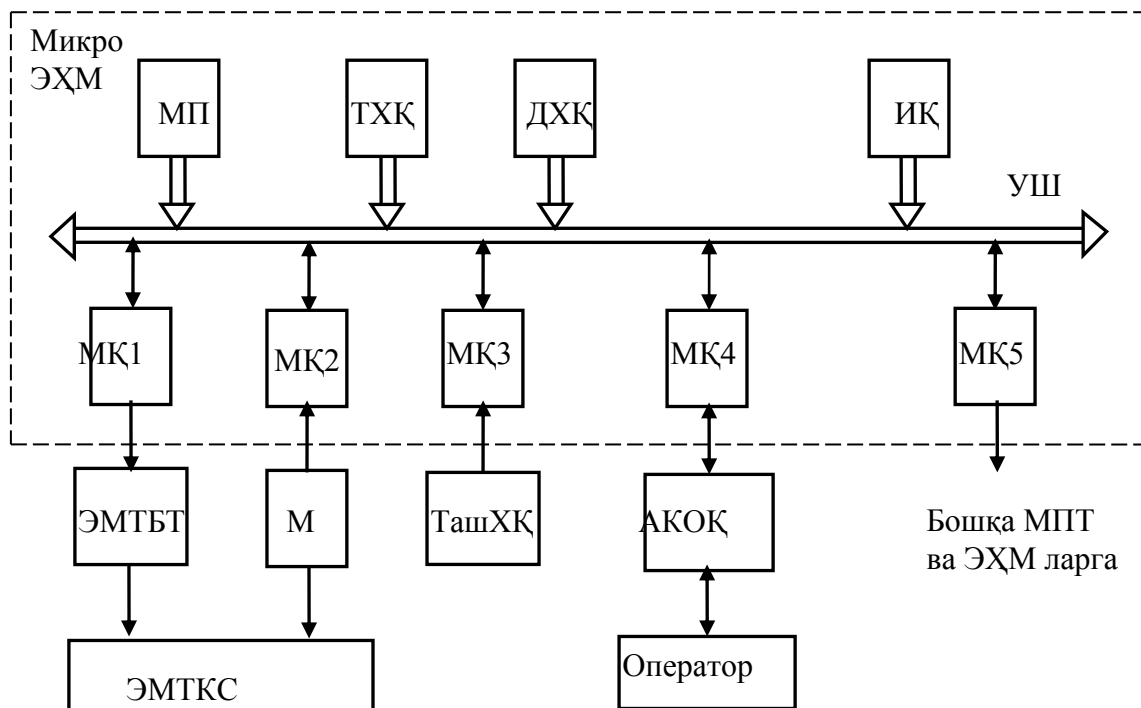 Микро
ЭҲМ
МП
ТХҚ
ДХҚ
ИҚ
УШ
МҚ1
МҚ2
МҚ3
МҚ4
МҚ5
ЭМТБТ
М
ТашХҚ
АКОҚ
Бошқа МПТ
ва ЭҲМ ларга
ЭМТКС
Оператор